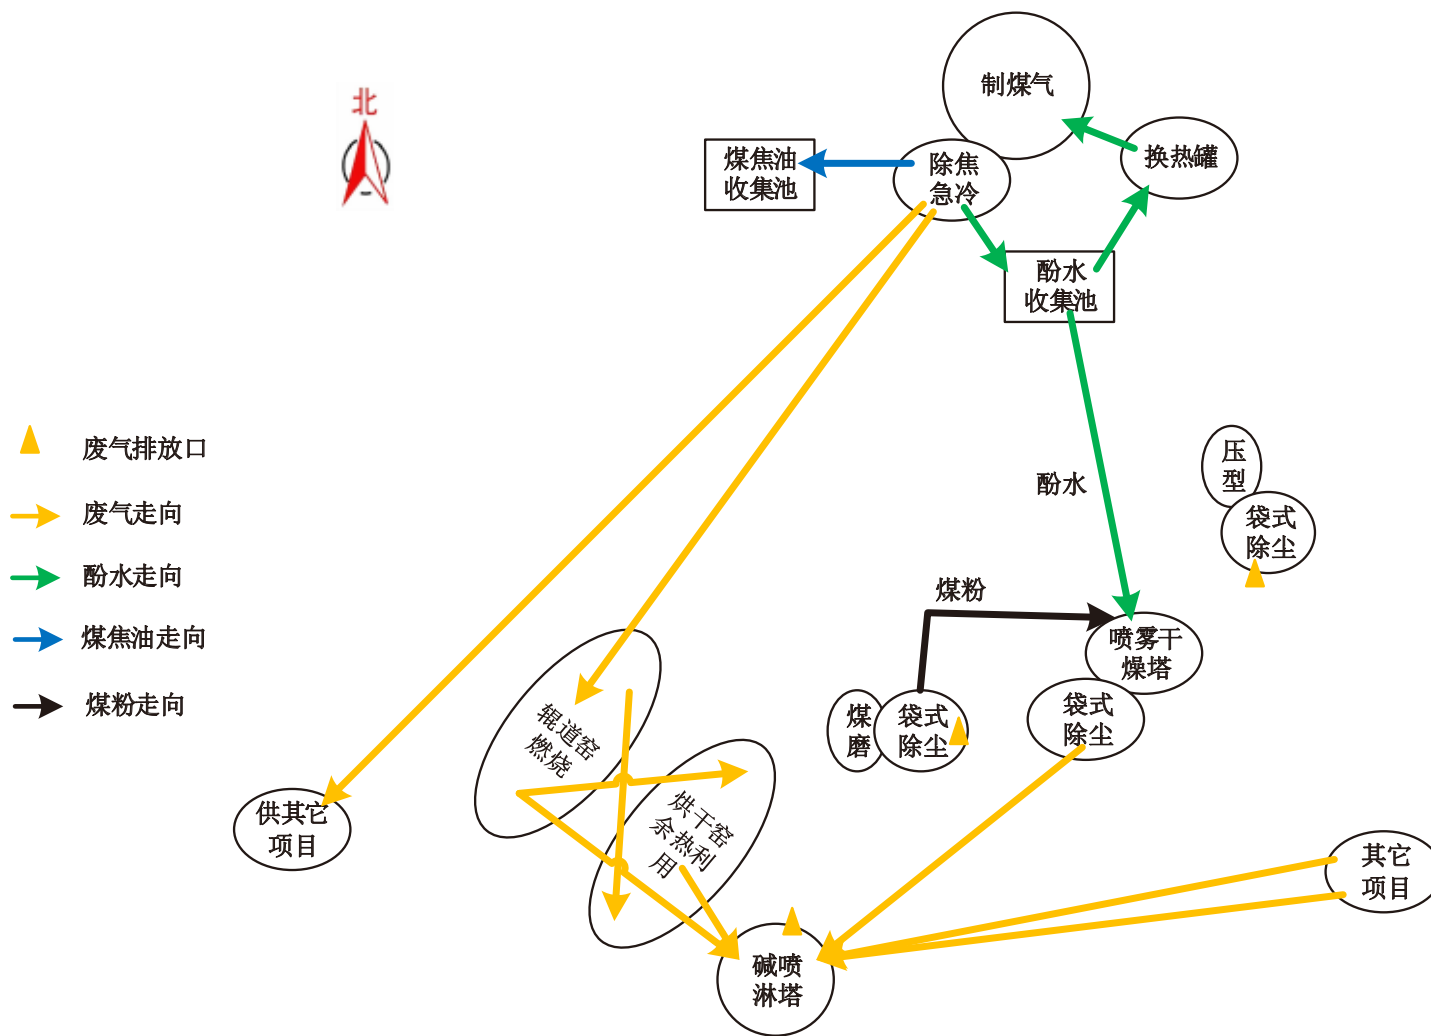 制煤气
北
换热罐
煤焦油
收集池
除焦
急冷
酚水
收集池
废气排放口
压
型
酚水
废气走向
袋式
除尘
酚水走向
煤粉
煤焦油走向
喷雾干
燥塔
煤粉走向
袋式
除尘
煤
磨
袋式
除尘
辊道窑
燃烧
供其它
项目
烘干窑
余热利
用
其它
项目
碱喷
淋塔